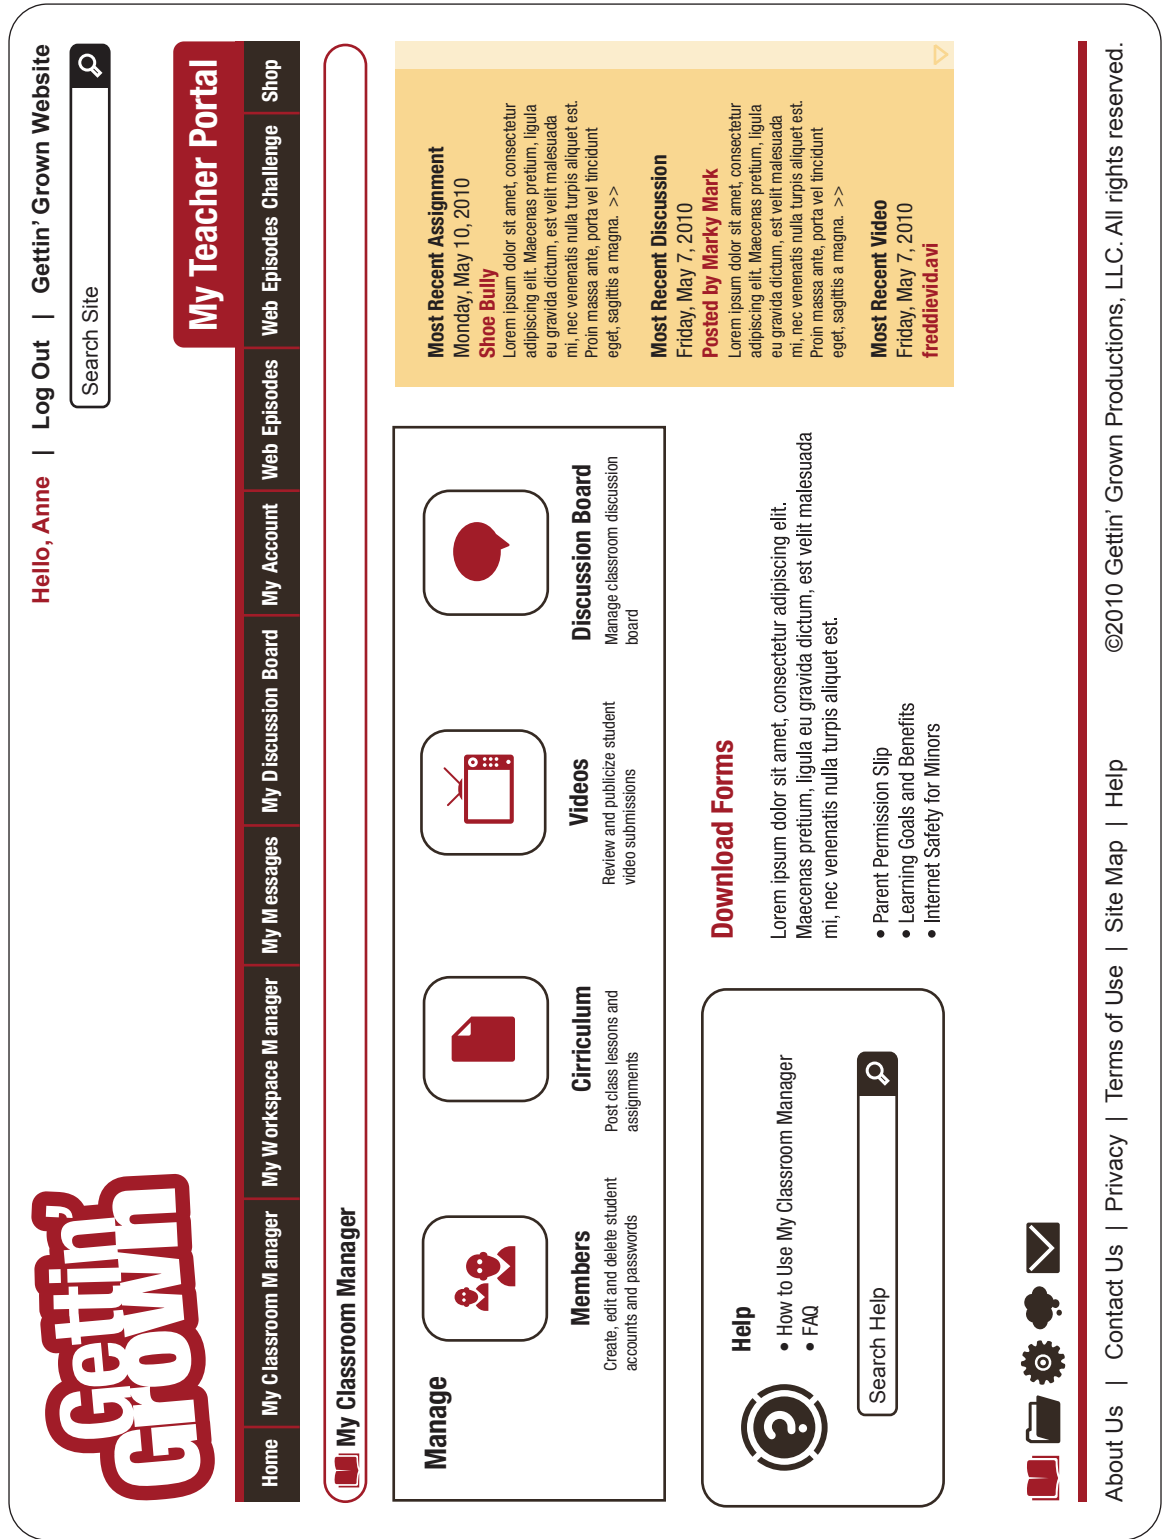 Hello, Anne | Log Out | Gettin' Grown Website
Search Site
Gettin'
Grown
My Teacher Portal
Home
My Classroom Manager
My Workspace Manager
My Messages
My Discussion Board
My Account
Web Episodes
Web Episodes Challenge
Shop
My Classroom Manager
Manage
Members
Create, edit and delete student
accounts and passwords
Cirriculum
Post class lessons and
assignments
Videos
Review and publicize student
video submissions
Discussion Board
Manage classroom discussion
board
Most Recent Assignment
Monday, May 10, 2010
Shoe Bully
Lorem ipsum dolor sit amet, consectetur
adipiscing elit. Maecenas pretium, ligula
eu gravida dictum, est velit malesuada
mi, nec venenatis nulla turpis aliquet est.
Proin massa ante, porta vel tincidunt
eget, sagittis a magna. >>
Most Recent Discussion
Friday, May 7, 2010
Posted by Marky Mark
Lorem ipsum dolor sit amet, consectetur
adipiscing elit. Maecenas pretium, ligula
eu gravida dictum, est velit malesuada
mi, nec venenatis nulla turpis aliquet est.
Proin massa ante, porta vel tincidunt
eget, sagittis a magna. >>
Most Recent Video
Friday, May 7, 2010
freddievid.avi
Help
• How to Use My Classroom Manager
• FAQ
Search Help
Download Forms
Lorem ipsum dolor sit amet, consectetur adipiscing elit.
Maecenas pretium, ligula eu gravida dictum, est velit malesuada
mi, nec venenatis nulla turpis aliquet est.
• Parent Permission Slip
• Learning Goals and Benefits
• Internet Safety for Minors
About Us | Contact Us | Privacy | Terms of Use | Site Map | Help
©2010 Gettin' Grown Productions, LLC. All rights reserved.